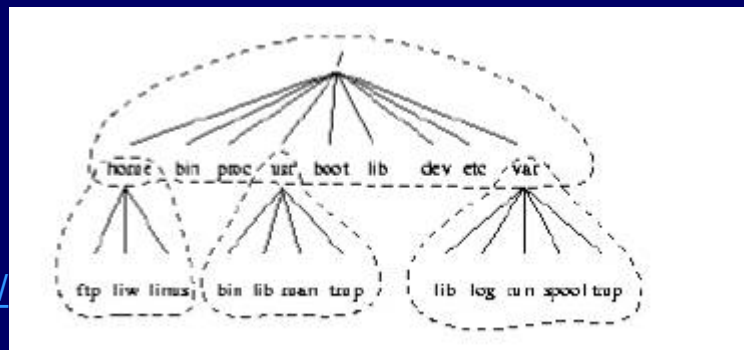 /
home bin proc usr boot lib dev etc var
ftp liw linus bin lib man tmp lib log run spool tmp
/